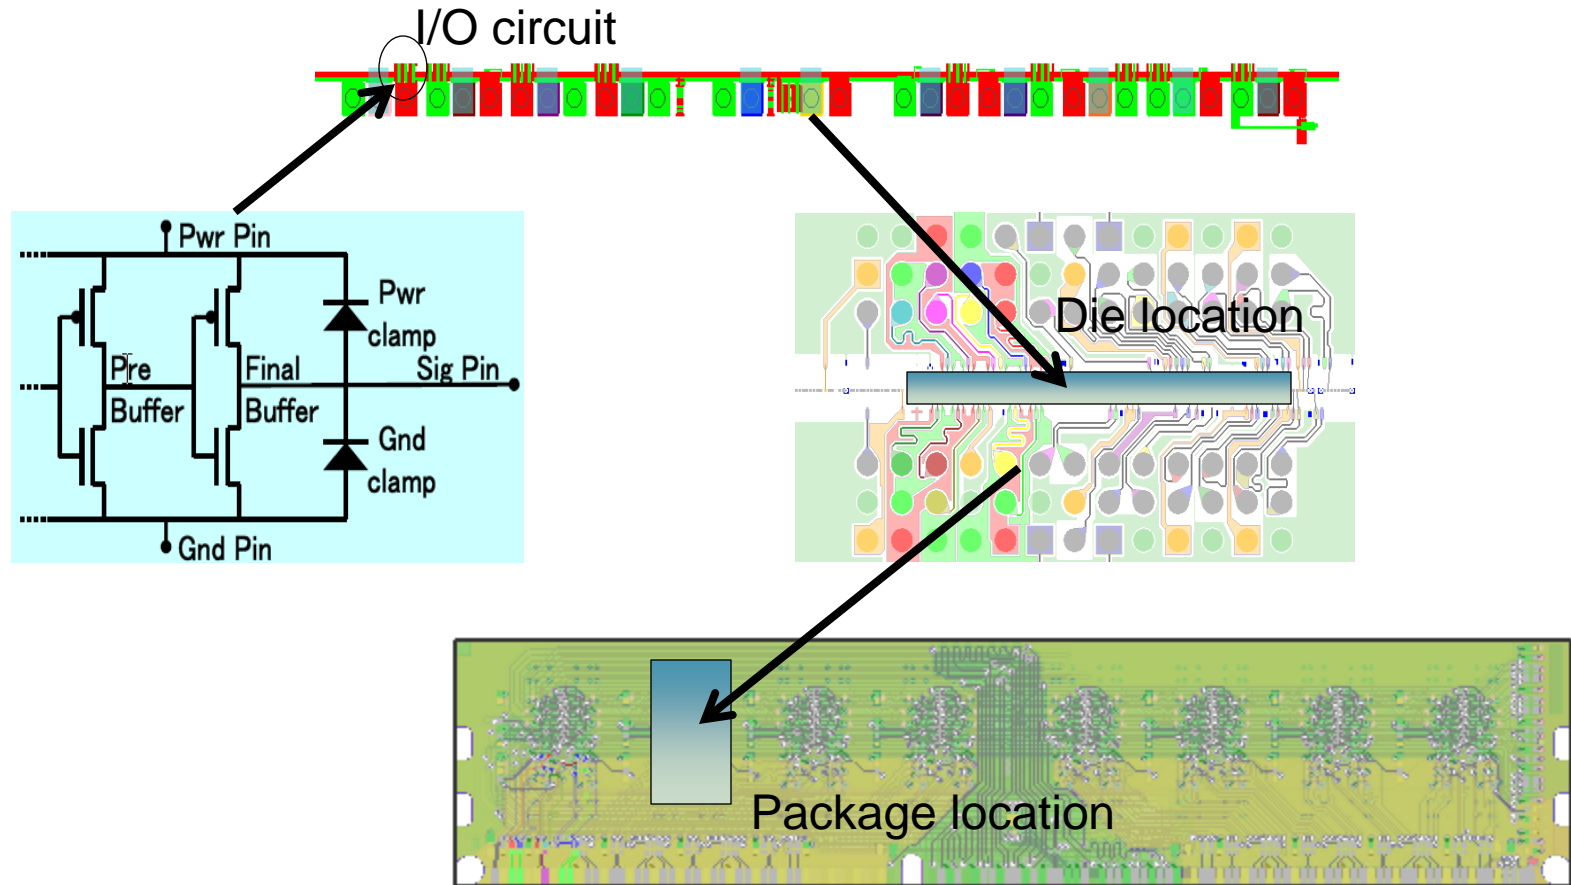 I/O circuit
Pwr Pin
Pwr
clamp
Pre
Buffer
Final
Buffer
Sig Pin
Gnd
clamp
Gnd Pin
Die location
Package location